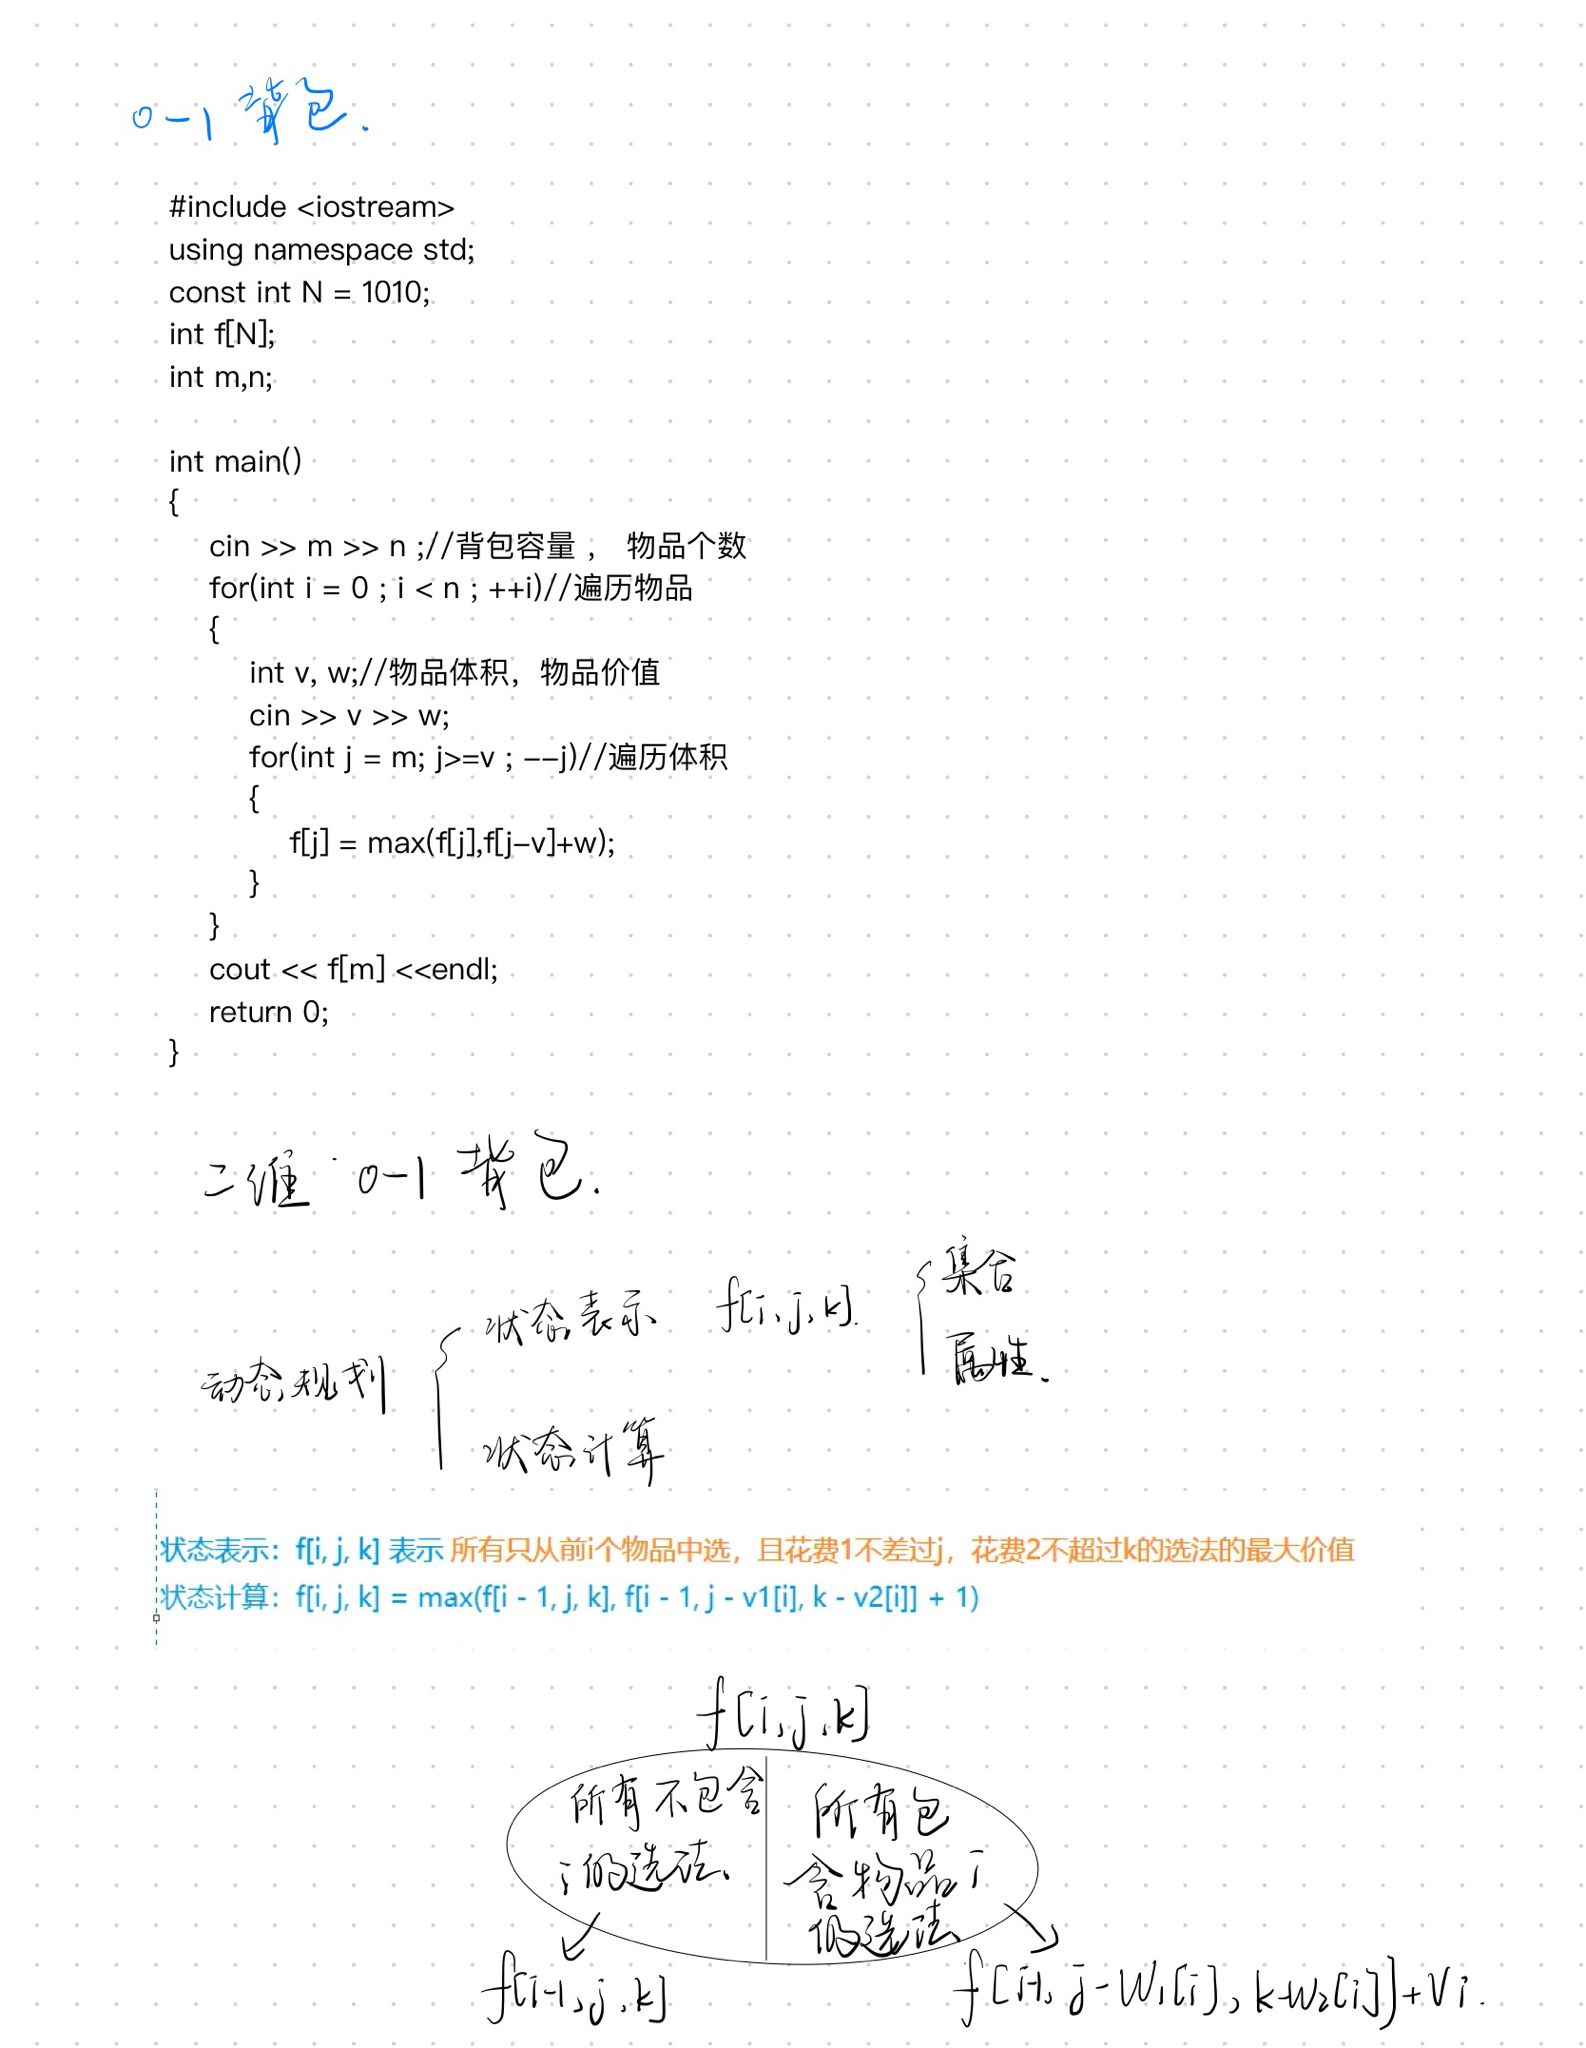 0-1 背包.
#include <iostream>
using namespace std;
const int N = 1010;
int f[N];
int m,n;
int main()
{
cin >> m >> n ;//背包容量 ， 物品个数
for(int i = 0 ; i < n ; ++i)//遍历物品
{
int v, w;//物品体积，物品价值
cin >> v >> w;
for(int j = m; j>=v ; --j)//遍历体积
{
f[j] = max(f[j],f[j-v]+w);
}
}
cout << f[m] <<endl;
return 0;
}
二维 0-1 背包.
动态规划
状态表示 f[i,j,k].
集合
属性.
状态计算
状态表示：f[i, j, k] 表示 所有只从前i个物品中选，且花费1不差过j，花费2不超过k的选法的最大价值
状态计算：f[i, j, k] = max(f[i - 1, j, k], f[i - 1, j - v1[i], k - v2[i]] + 1)
f[i,j,k]
所有不包含
i的选法、
所有包
含物品i
的选法
f[i-1,j,k]
f[i-1, j-W1[i], k-W2[i]]+Vi.